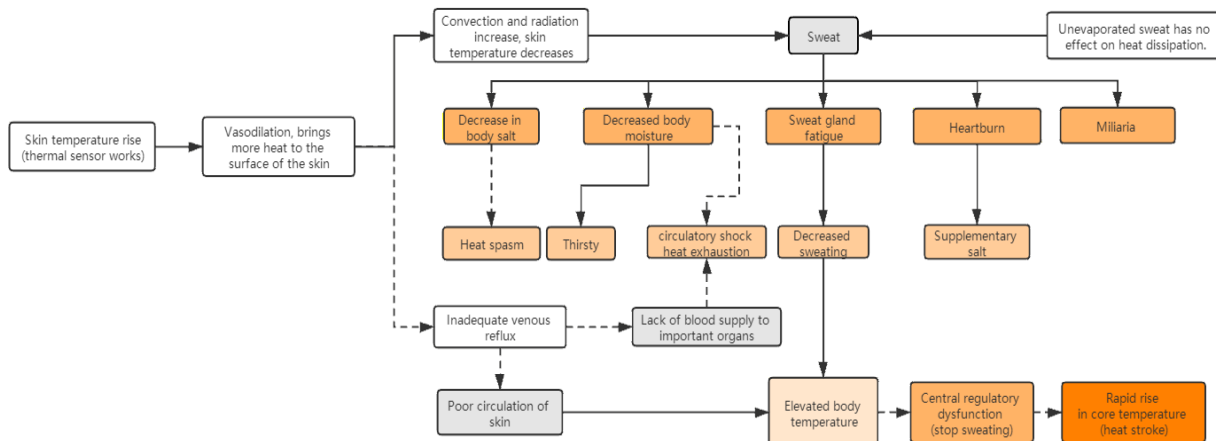 Convection and radiation
increase, skin
temperature decreases
Sweat
Unevaporated sweat has no
effect on heat dissipation.
Skin temperature rise
(thermal sensor works)
Vasodilation, brings
more heat to the
surface of the skin
Decrease in
body salt
Decreased body
moisture
Sweat gland
fatigue
Heartburn
Miliaria
Heat spasm
Thirsty
circulatory shock
heat exhaustion
Decreased
sweating
Supplementary
salt
Inadequate venous
reflux
Lack of blood supply to
important organs
Poor circulation of
skin
Elevated body
temperature
Central regulatory
dysfunction
(stop sweating)
Rapid rise
in core temperature
(heat stroke)